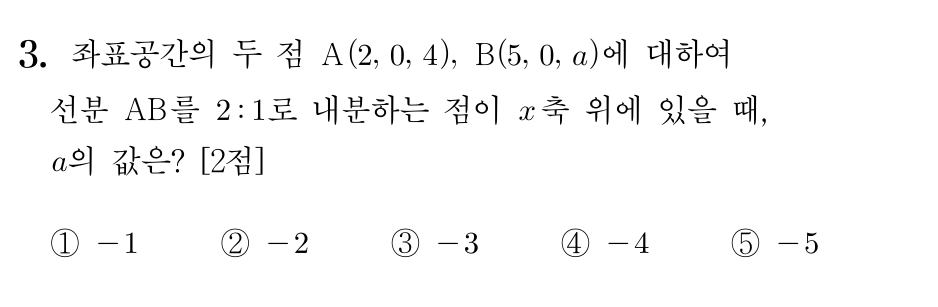 3. 좌표공간의 두 점 A(2, 0, 4), B(5, 0, a)에 대하여
선분 AB를 2 : 1로 내분하는 점이 x축 위에 있을 때,
a의 값은? [2점]
① -1 ② -2 ③ -3 ④ -4 ⑤ -5